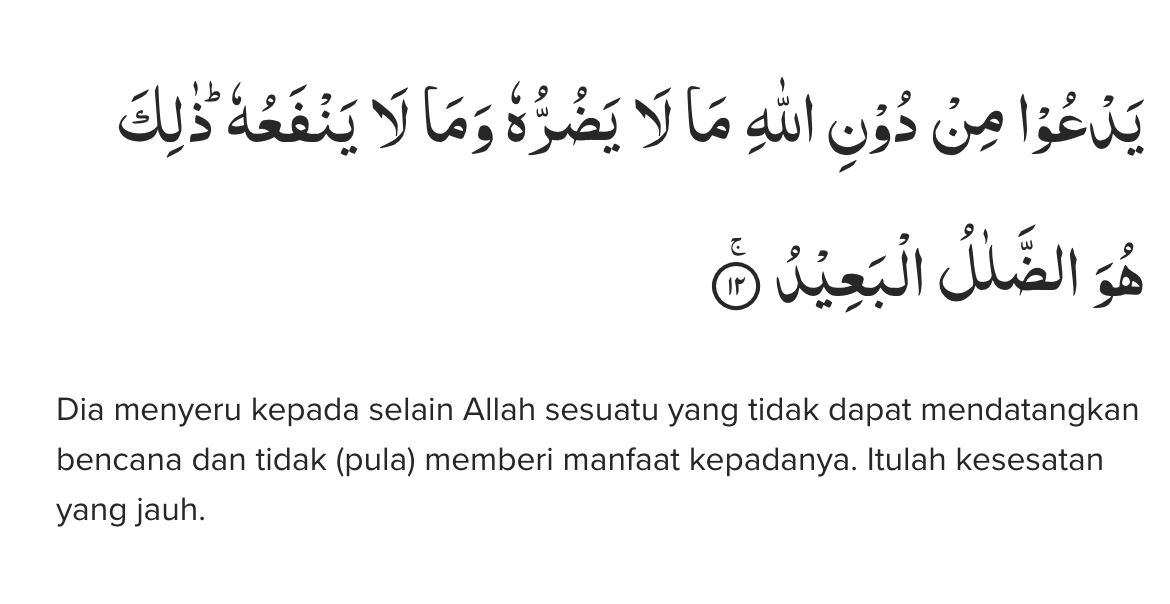 يَدْعُوْا مِنْ دُوْنِ اللّٰهِ مَا لَا يَضُرُّهٗ وَمَا لَا يَنْفَعُهٗۗ ذٰلِكَ
هُوَ الضَّلٰلُ الْبَعِيْدُۚ ١٢
Dia menyeru kepada selain Allah sesuatu yang tidak dapat mendatangkan
bencana dan tidak (pula) memberi manfaat kepadanya. Itulah kesesatan
yang jauh.